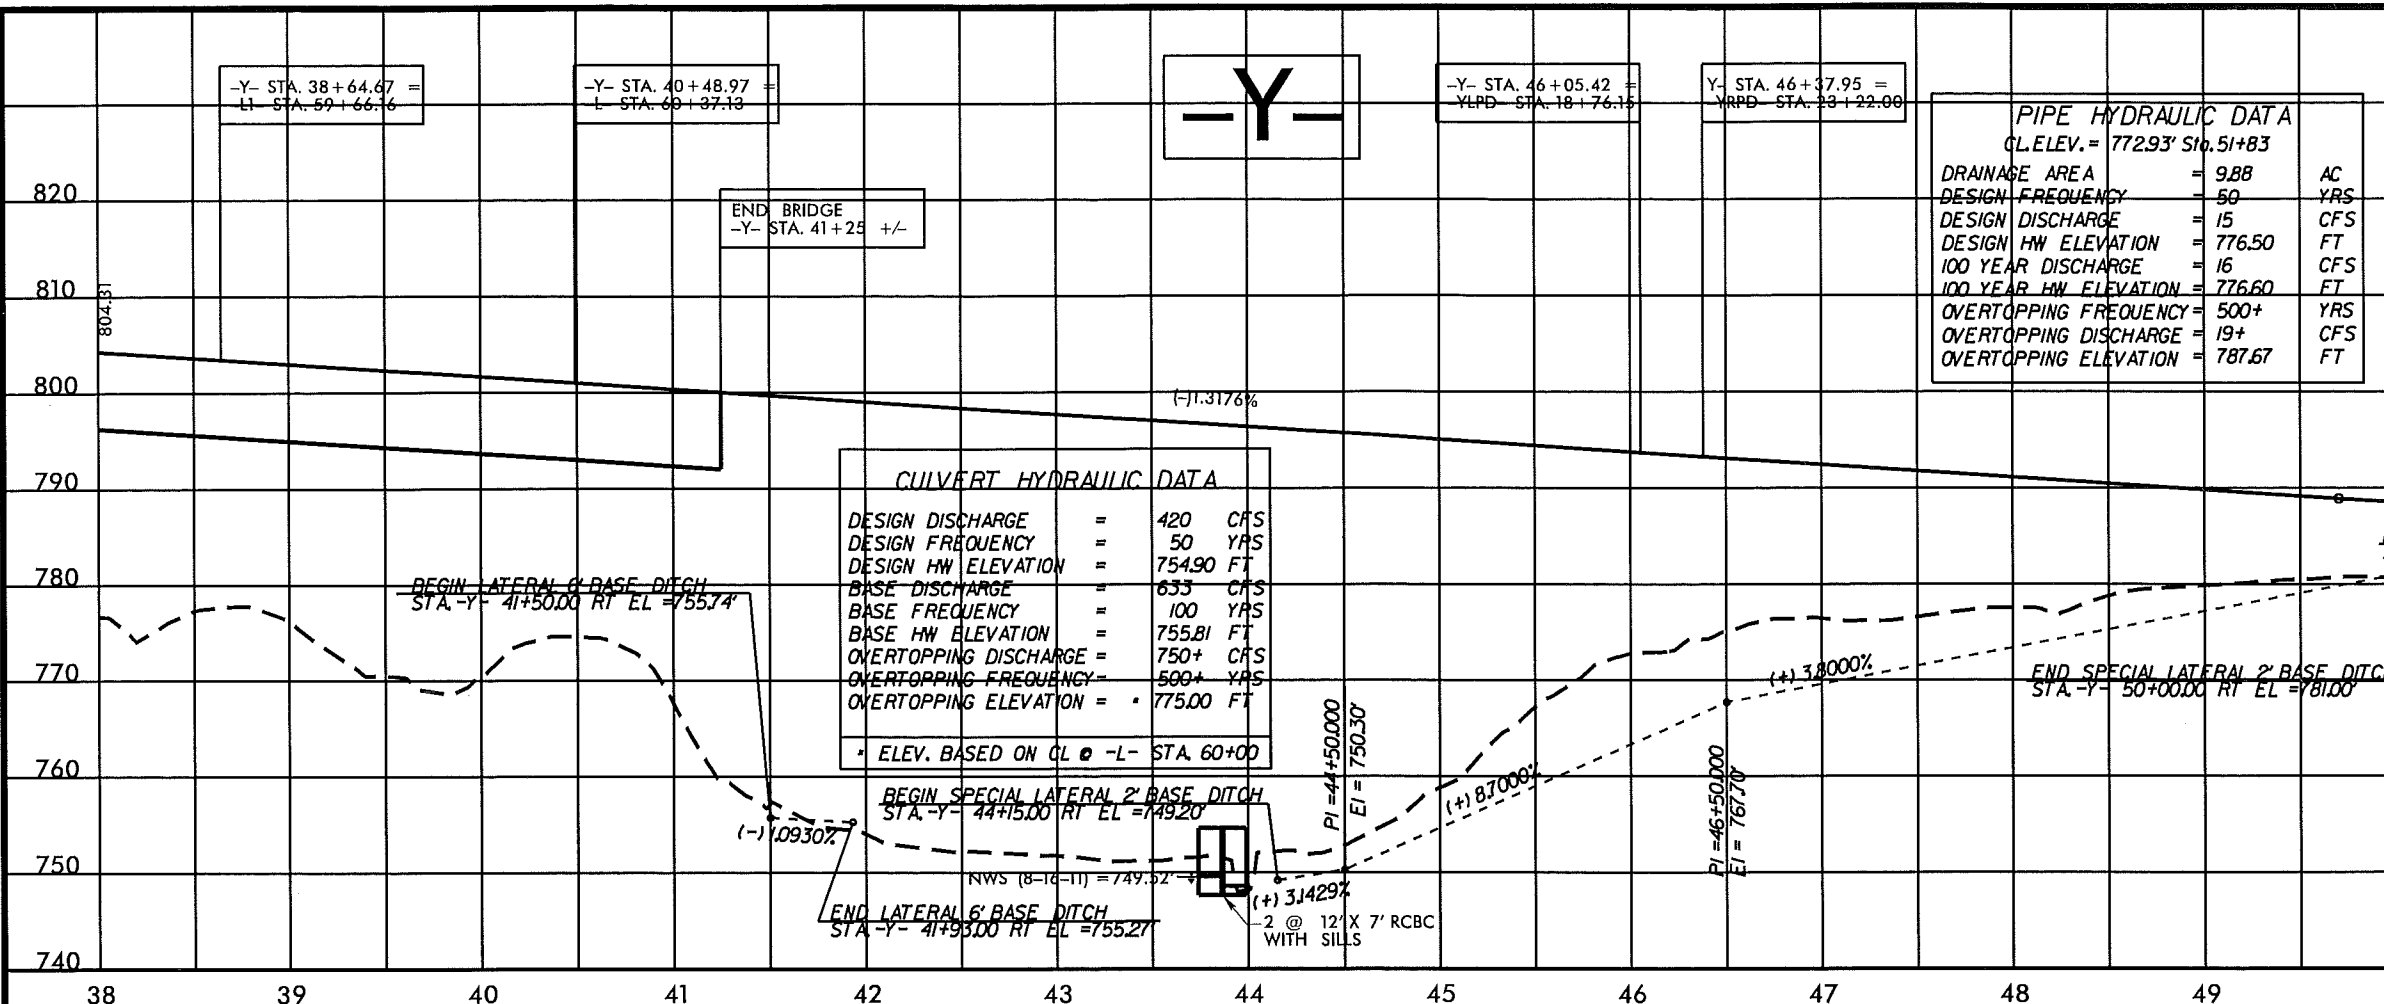 -Y- STA. 38+64.67 =
-L1- STA. 59+66.16
-Y- STA. 40+48.97 =
-L- STA. 60+37.13
-Y-
-Y- STA. 46+05.42 =
-YLPD- STA. 18+76.15
Y- STA. 46+37.95 =
-YRPD- STA. 23+22.00
END BRIDGE
-Y- STA. 41+25 +/-
PIPE HYDRAULIC DATA
CL.ELEV.= 772.93' Sta. 51+83
DRAINAGE AREA = 9.88 AC
DESIGN FREQUENCY = 50 YRS
DESIGN DISCHARGE = 15 CFS
DESIGN HW ELEVATION = 776.50 FT
100 YEAR DISCHARGE = 16 CFS
100 YEAR HW ELEVATION = 776.60 FT
OVERTOPPING FREQUENCY = 500+ YRS
OVERTOPPING DISCHARGE = 19+ CFS
OVERTOPPING ELEVATION = 787.67 FT
820
810
800
790
780
770
760
750
740
804.31
(-)1.3176%
CULVERT HYDRAULIC DATA
DESIGN DISCHARGE = 420 CFS
DESIGN FREQUENCY = 50 YRS
DESIGN HW ELEVATION = 754.90 FT
BASE DISCHARGE = 633 CFS
BASE FREQUENCY = 100 YRS
BASE HW ELEVATION = 755.81 FT
OVERTOPPING DISCHARGE = 750+ CFS
OVERTOPPING FREQUENCY= 500+ YRS
OVERTOPPING ELEVATION = * 775.00 FT
* ELEV. BASED ON CL @ -L- STA. 60+00
BEGIN LATERAL 6' BASE DITCH
STA.-Y- 41+50.00 RT EL =755.74'
(-) 1.0930%
END LATERAL 6' BASE DITCH
STA.-Y- 41+93.00 RT EL =755.27'
BEGIN SPECIAL LATERAL 2' BASE DITCH
STA.-Y- 44+15.00 RT EL =749.20'
NWS (8-16-11) =749.52'
(+) 3.1429%
2 @ 12' X 7' RCBC
WITH SILLS
PI =44+50.000
EI = 750.30'
(+) 8.7000%
PI =46+50.000
EI = 767.70'
(+) 3.8000%
END SPECIAL LATERAL 2' BASE DITC
STA.-Y- 50+00.00 RT EL =781.00'
38 39 40 41 42 43 44 45 46 47 48 49